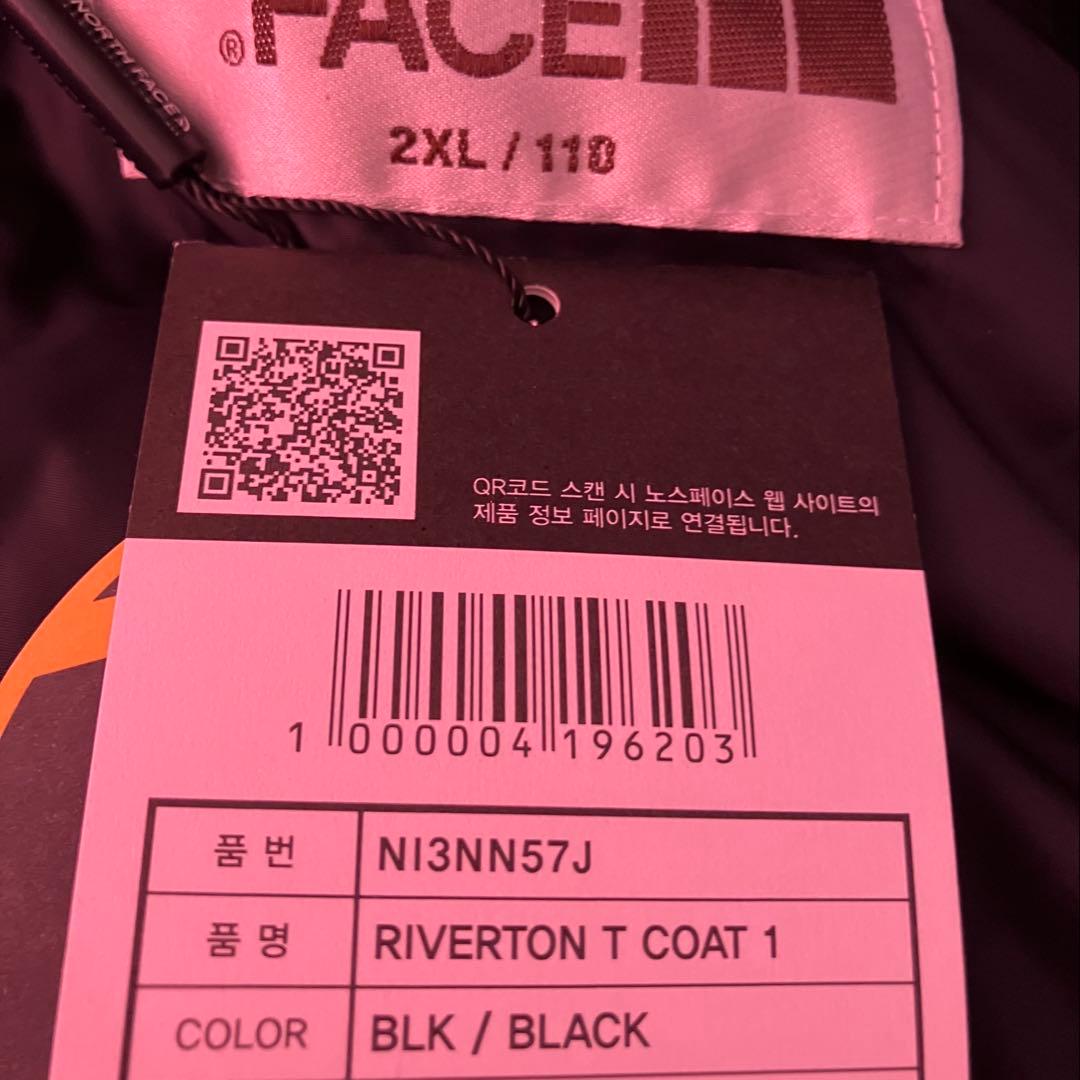 NORTH FACE
FACE
®
2XL / 110
QR코드 스캔 시 노스페이스 웹 사이트의
제품 정보 페이지로 연결됩니다.
1 000004 196203
품 번 NI3NN57J
품 명 RIVERTON T COAT 1
COLOR BLK / BLACK